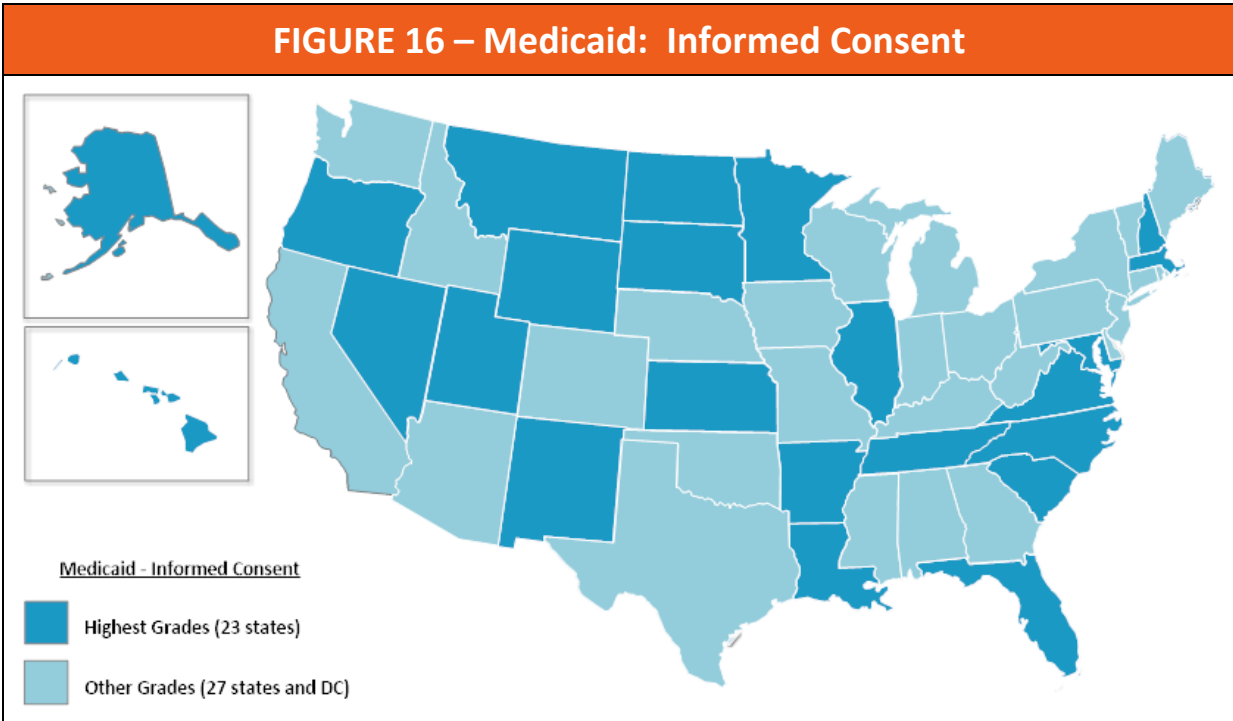 FIGURE 16 – Medicaid: Informed Consent
Medicaid - Informed Consent
Highest Grades (23 states)
Other Grades (27 states and DC)